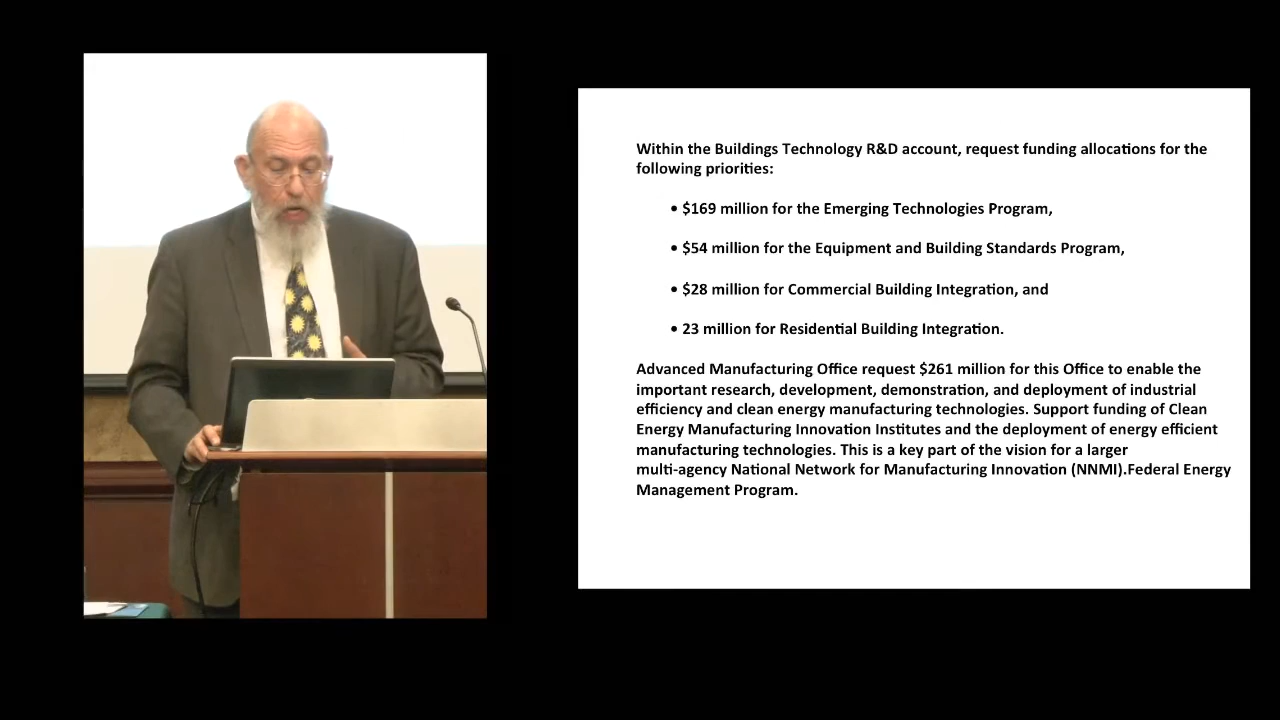 Within the Buildings Technology R&D account, request funding allocations for the
following priorities:
• $169 million for the Emerging Technologies Program,
• $54 million for the Equipment and Building Standards Program,
• $28 million for Commercial Building Integration, and
• 23 million for Residential Building Integration.
Advanced Manufacturing Office request $261 million for this Office to enable the
important research, development, demonstration, and deployment of industrial
efficiency and clean energy manufacturing technologies. Support funding of Clean
Energy Manufacturing Innovation Institutes and the deployment of energy efficient
manufacturing technologies. This is a key part of the vision for a larger
multi-agency National Network for Manufacturing Innovation (NNMI).Federal Energy
Management Program.